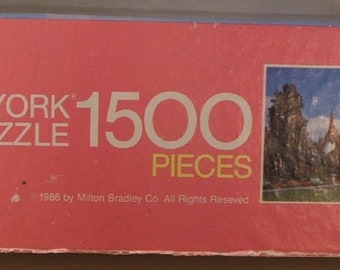 YORK® 1500
ZZLE
PIECES
©1986 by Milton Bradley Co. All Rights Reseved